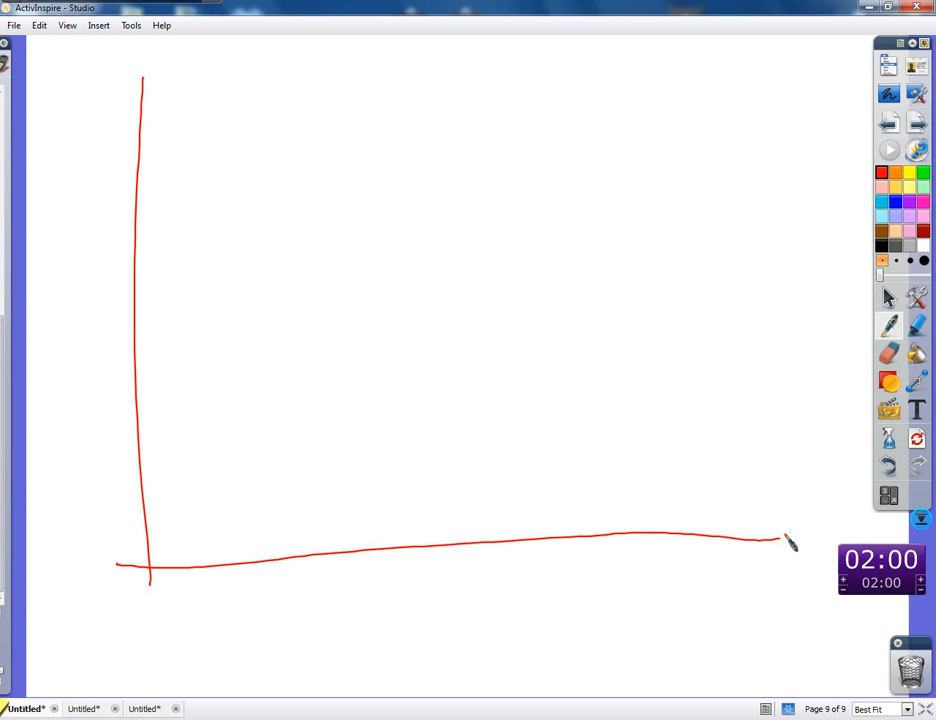 ActivInspire - Studio
File Edit View Insert Tools Help
T
02:00
02:00
Untitled* Untitled* Untitled* Page 9 of 9 Best Fit